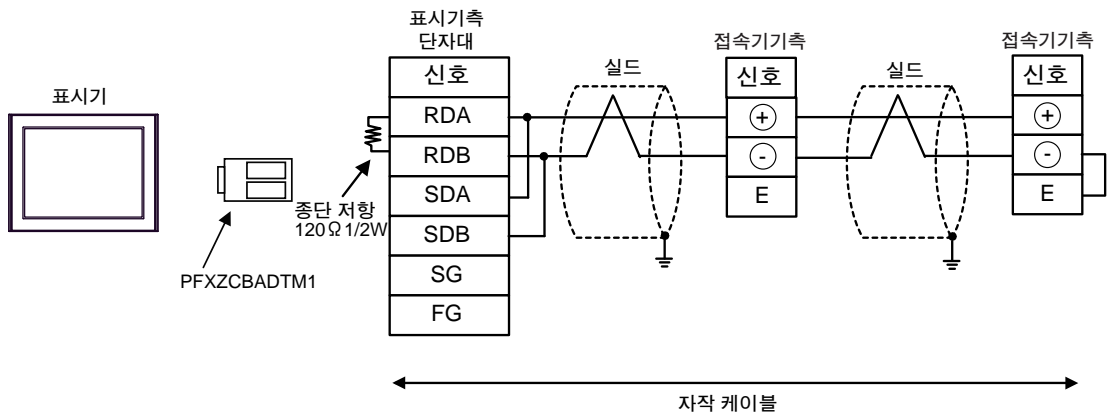 표시기
PFXZCBADTM1
종단 저항
120Ω1/2W
표시기측
단자대
신호
RDA
RDB
SDA
SDB
SG
FG
실드
접속기기측
신호
+
-
E
실드
접속기기측
신호
+
-
E
자작 케이블